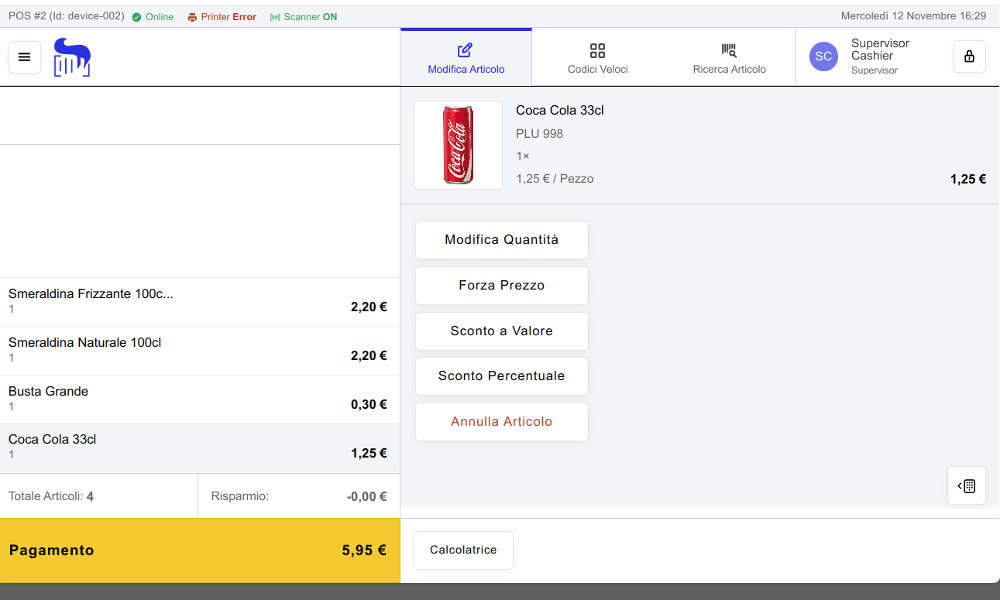 POS #2 (Id: device-002) Online Printer Error Scanner ON Mercoledì 12 Novembre 16:29
Modifica Articolo
Codici Veloci
Ricerca Articolo
SC
Supervisor
Cashier
Supervisor
Coca Cola 33cl
PLU 998
1×
1,25 € / Pezzo 1,25 €
Coca-Cola
Modifica Quantità
Forza Prezzo
Sconto a Valore
Sconto Percentuale
Annulla Articolo
Smeraldina Frizzante 100c...
1 2,20 €
Smeraldina Naturale 100cl
1 2,20 €
Busta Grande
1 0,30 €
Coca Cola 33cl
1 1,25 €
Totale Articoli: 4 Risparmio: -0,00 €
Pagamento 5,95 €
Calcolatrice